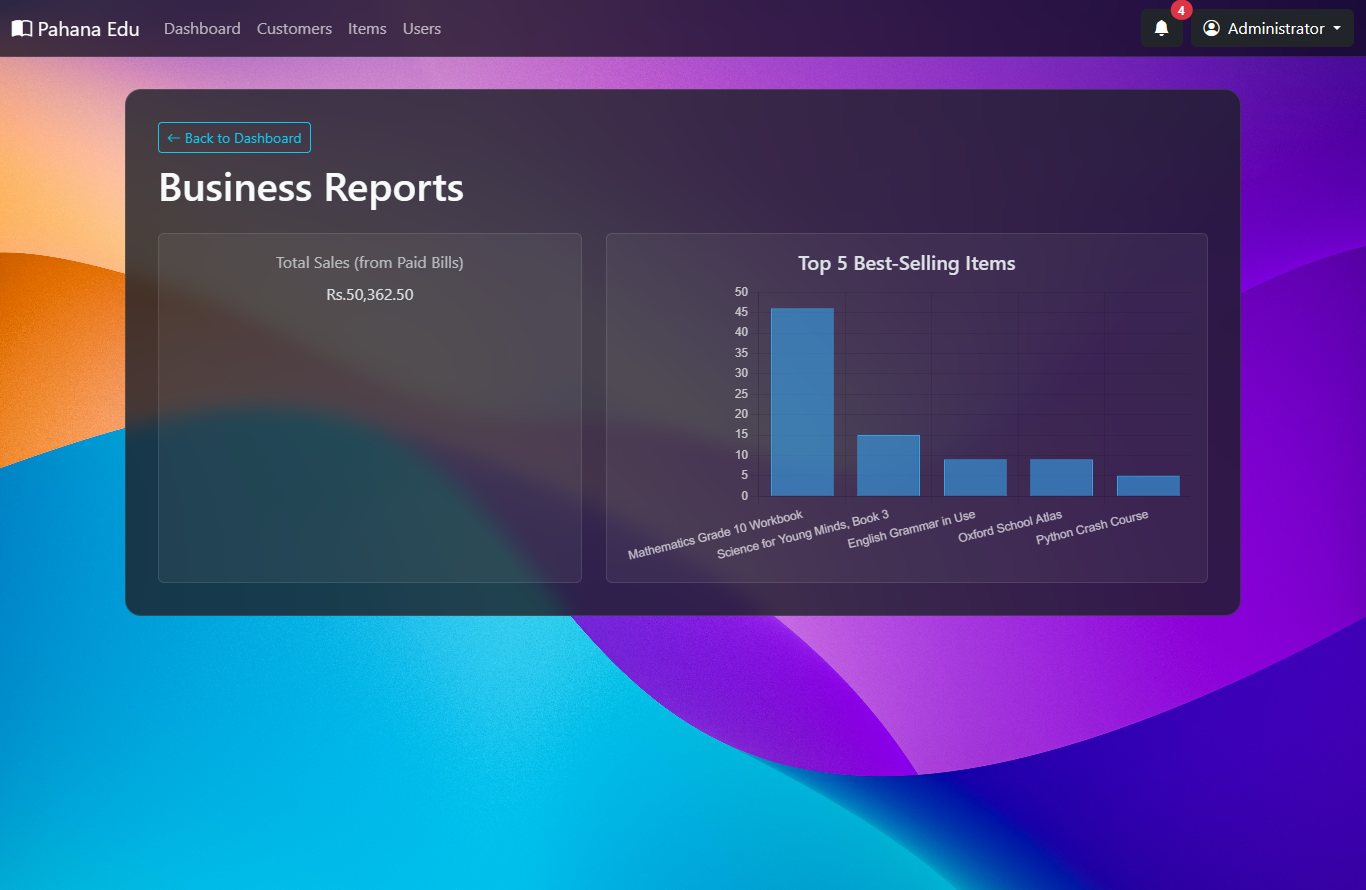 Pahana Edu Dashboard Customers Items Users 4 Administrator
Back to Dashboard
Business Reports
Total Sales (from Paid Bills)
Rs.50,362.50
Top 5 Best-Selling Items
50
45
40
35
30
25
20
15
10
5
0
Mathematics Grade 10 Workbook
Science for Young Minds, Book 3
English Grammar in Use
Oxford School Atlas
Python Crash Course